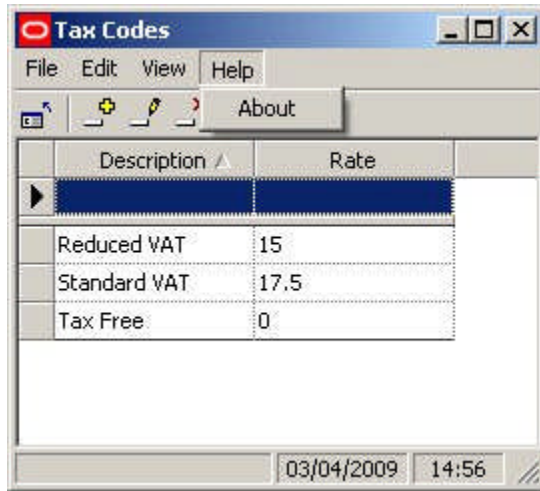 Tax Codes
File Edit View Help
About
Description Rate
Reduced VAT 15
Standard VAT 17.5
Tax Free 0
03/04/2009 14:56